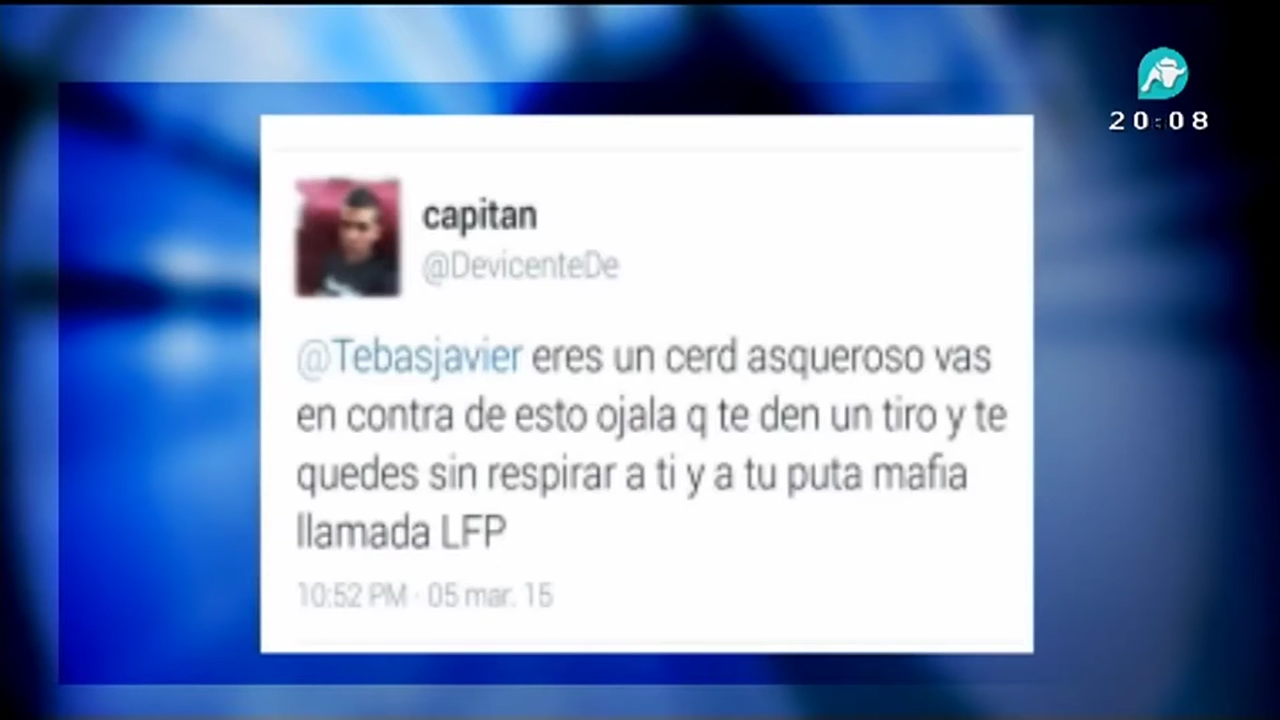 20:08
capitan
@DevicenteDe
@Tebasjavier eres un cerd asqueroso vas
en contra de esto ojala q te den un tiro y te
quedes sin respirar a ti y a tu puta mafia
llamada LFP
10:52 PM · 05 mar. 15